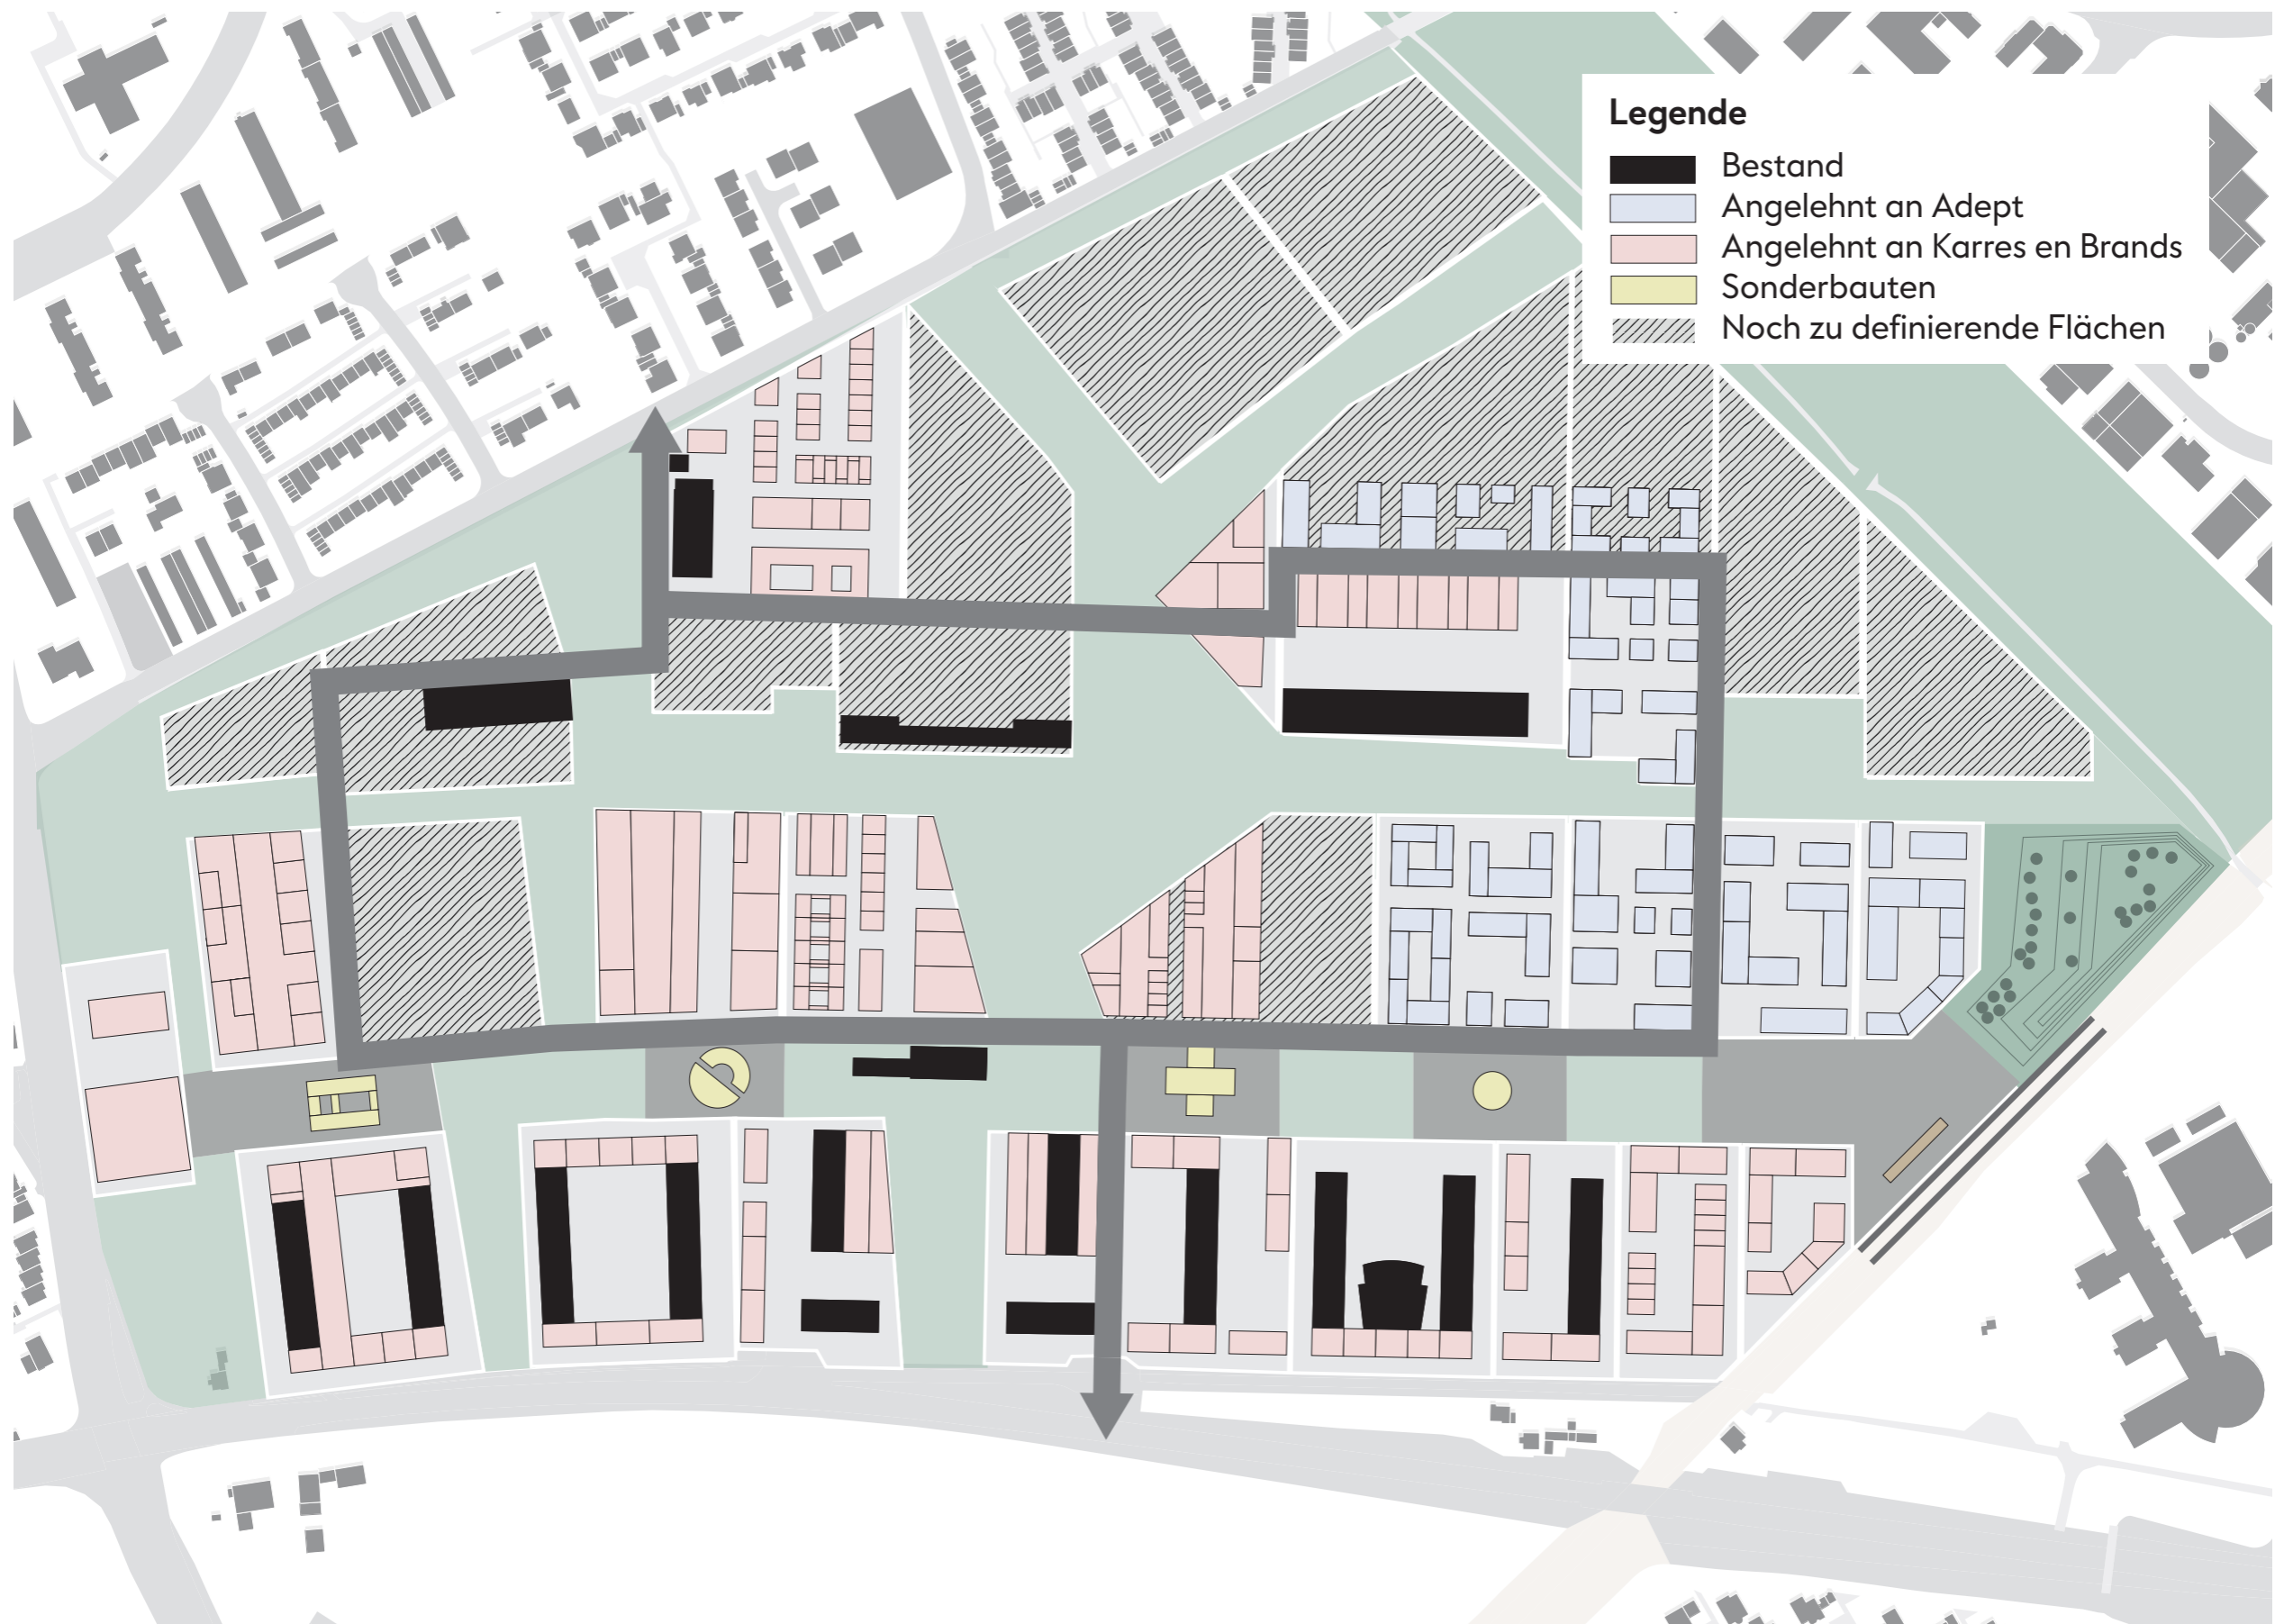 Legende
Bestand
Angelehnt an Adept
Angelehnt an Karres en Brands
Sonderbauten
Noch zu definierende Flächen